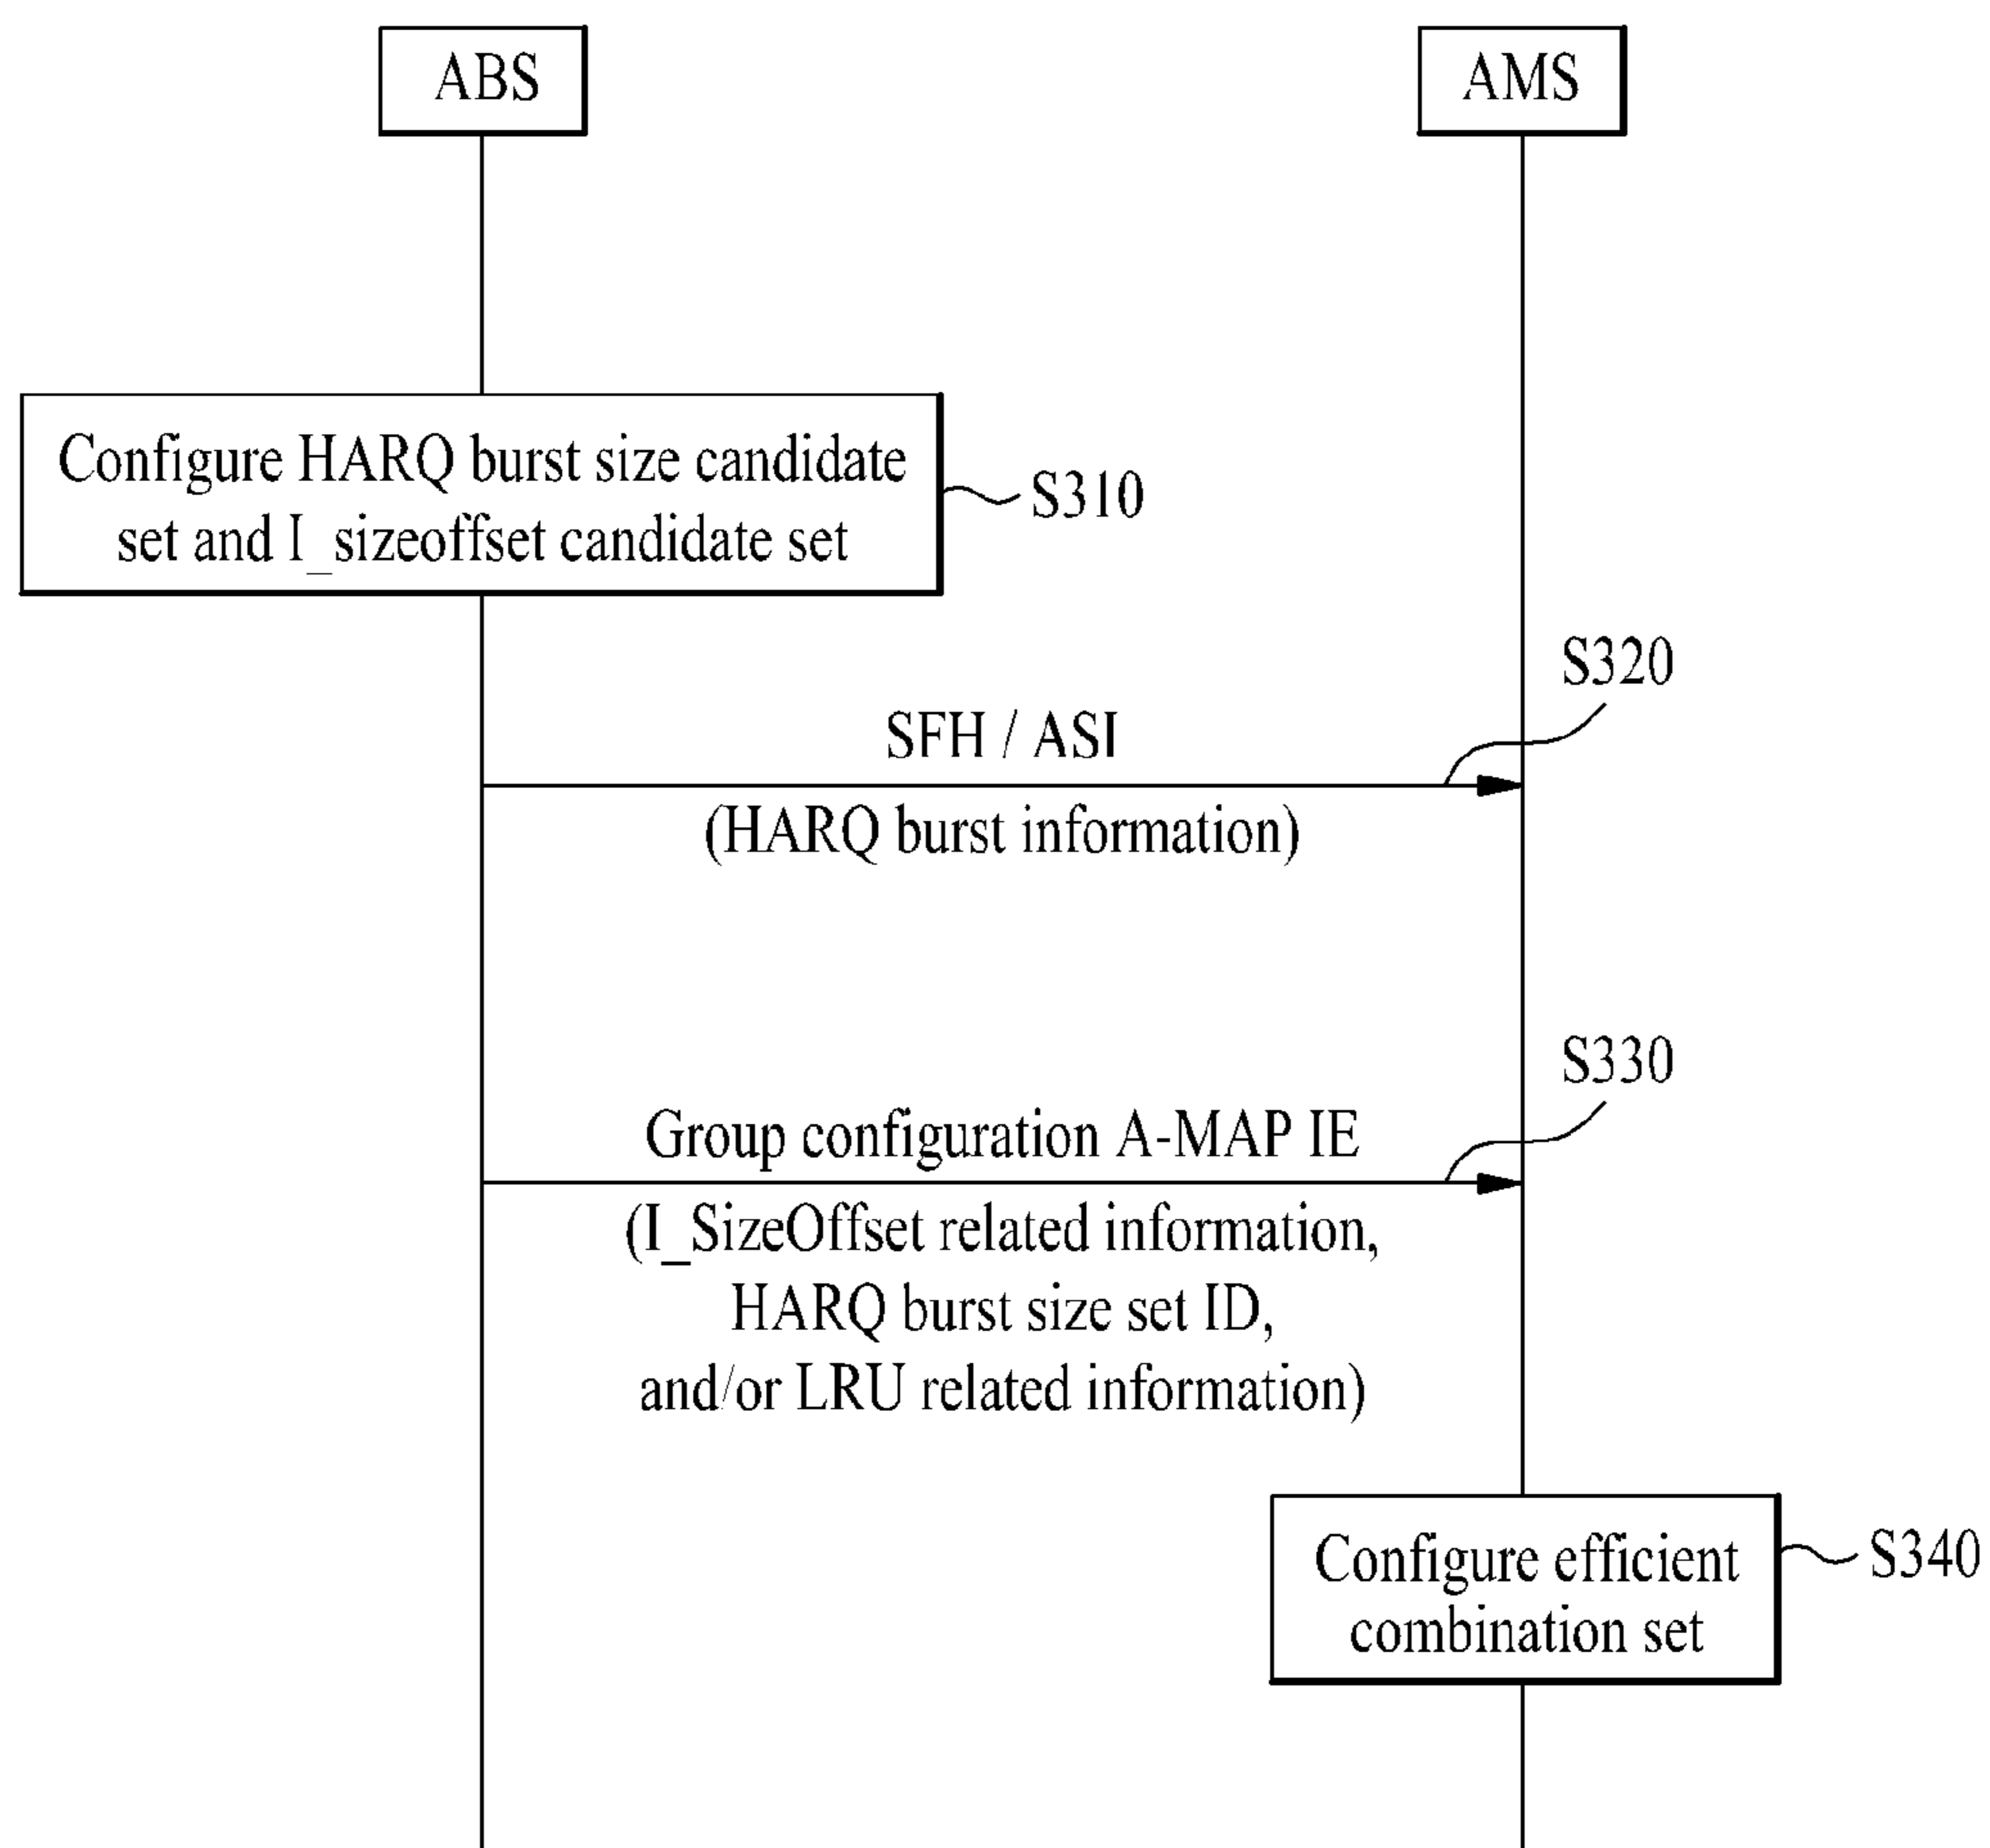 ABS
AMS
Configure HARQ burst size candidate
set and I_sizeoffset candidate set
S310
S320
SFH / ASI
(HARQ burst information)
S330
Group configuration A-MAP IE
(I_SizeOffset related information,
HARQ burst size set ID,
and/or LRU related information)
Configure efficient
combination set
S340